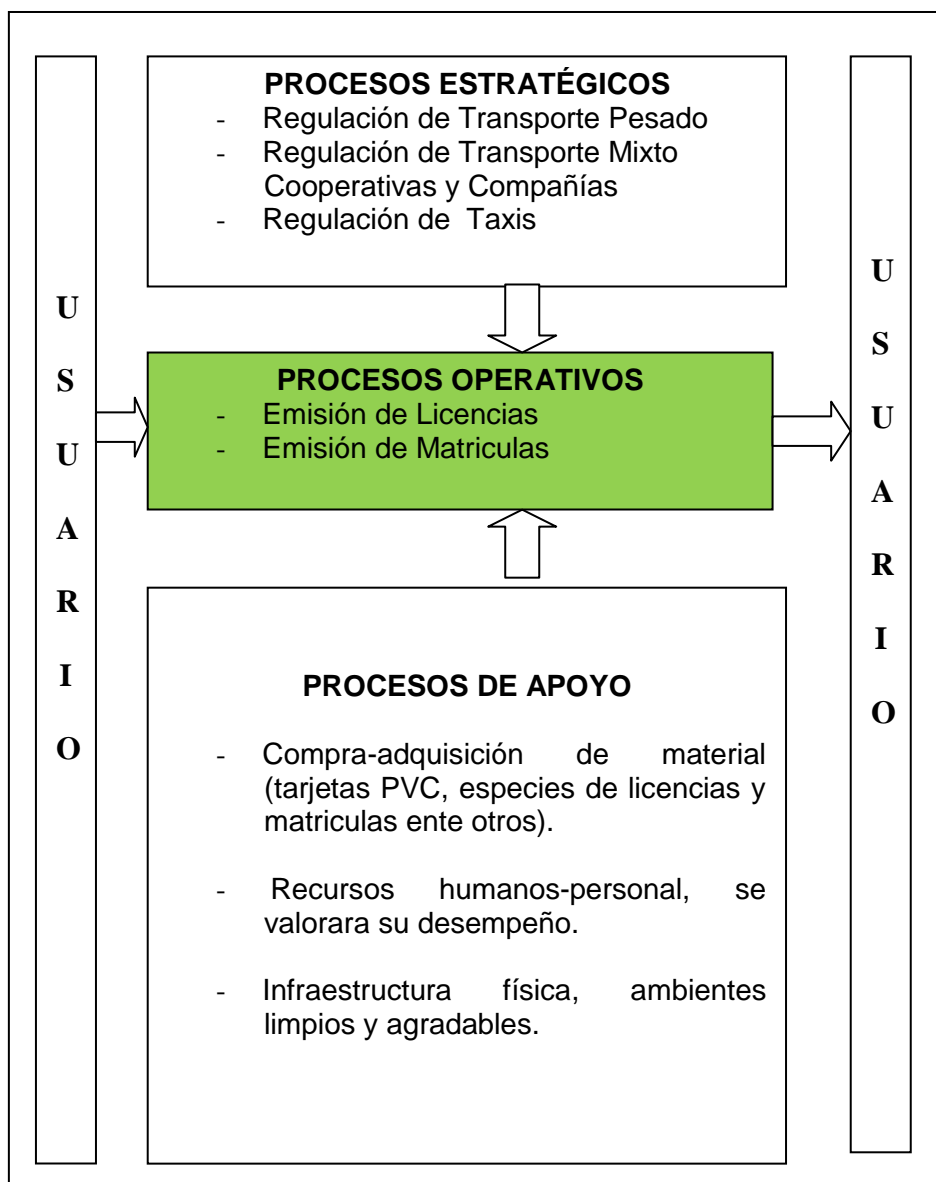 U
S
U
A
R
I
O
PROCESOS ESTRATÉGICOS
- Regulación de Transporte Pesado
- Regulación de Transporte Mixto
Cooperativas y Compañías
- Regulación de Taxis
PROCESOS OPERATIVOS
- Emisión de Licencias
- Emisión de Matriculas
PROCESOS DE APOYO
- Compra-adquisición de material
(tarjetas PVC, especies de licencias y
matriculas ente otros).
- Recursos humanos-personal, se
valorara su desempeño.
- Infraestructura física, ambientes
limpios y agradables.
U
S
U
A
R
I
O